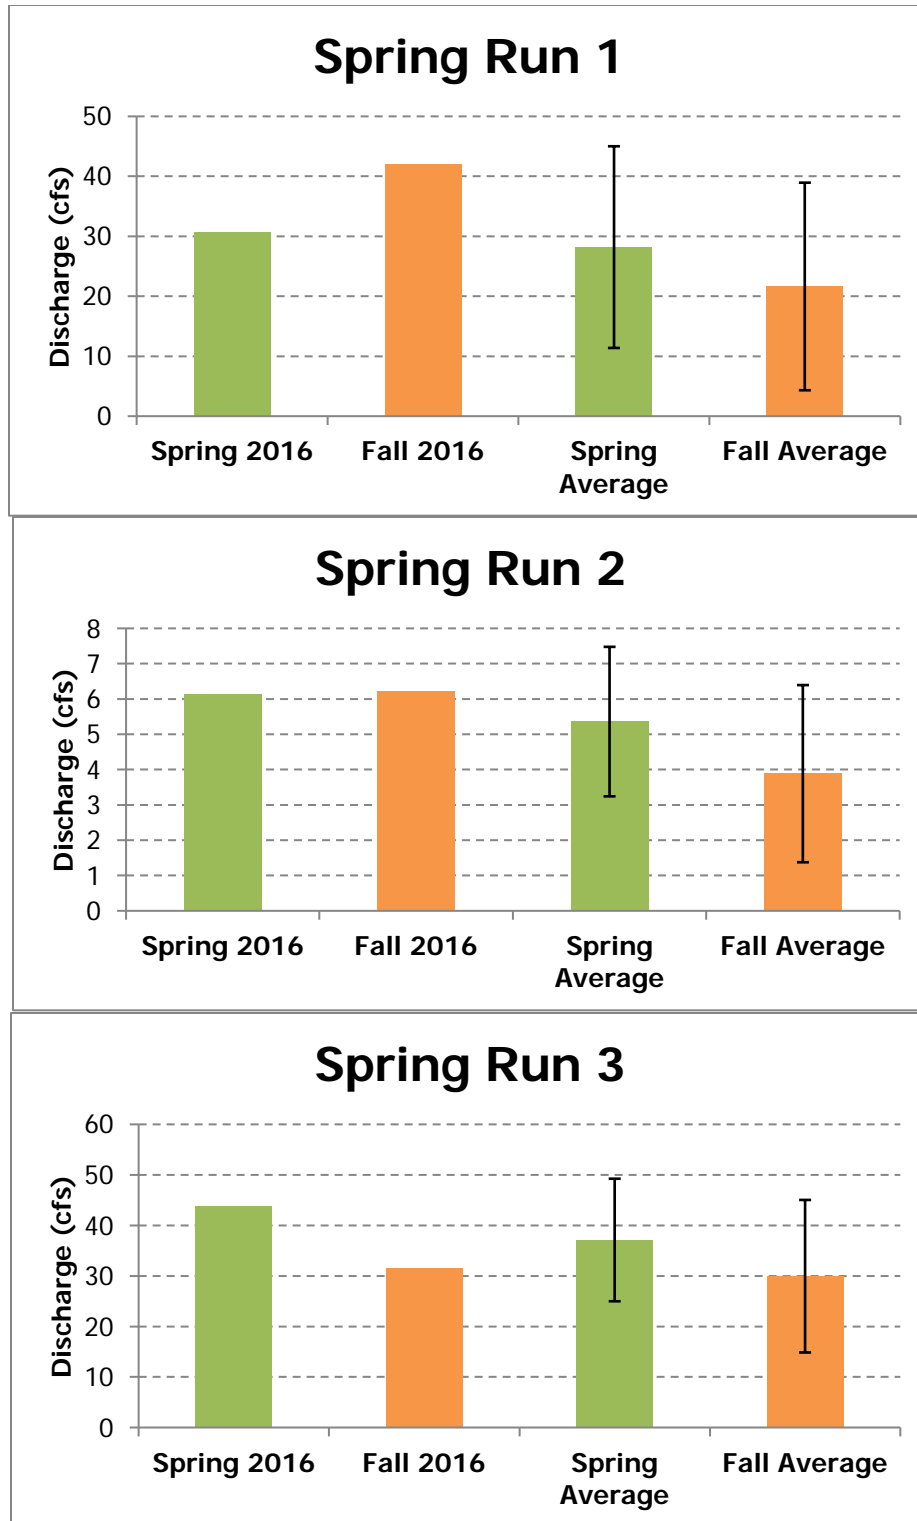 Spring Run 1
Discharge (cfs)
50
40
30
20
10
0
Spring 2016
Fall 2016
Spring
Average
Fall Average
Spring Run 2
Discharge (cfs)
8
7
6
5
4
3
2
1
0
Spring 2016
Fall 2016
Spring
Average
Fall Average
Spring Run 3
Discharge (cfs)
60
50
40
30
20
10
0
Spring 2016
Fall 2016
Spring
Average
Fall Average